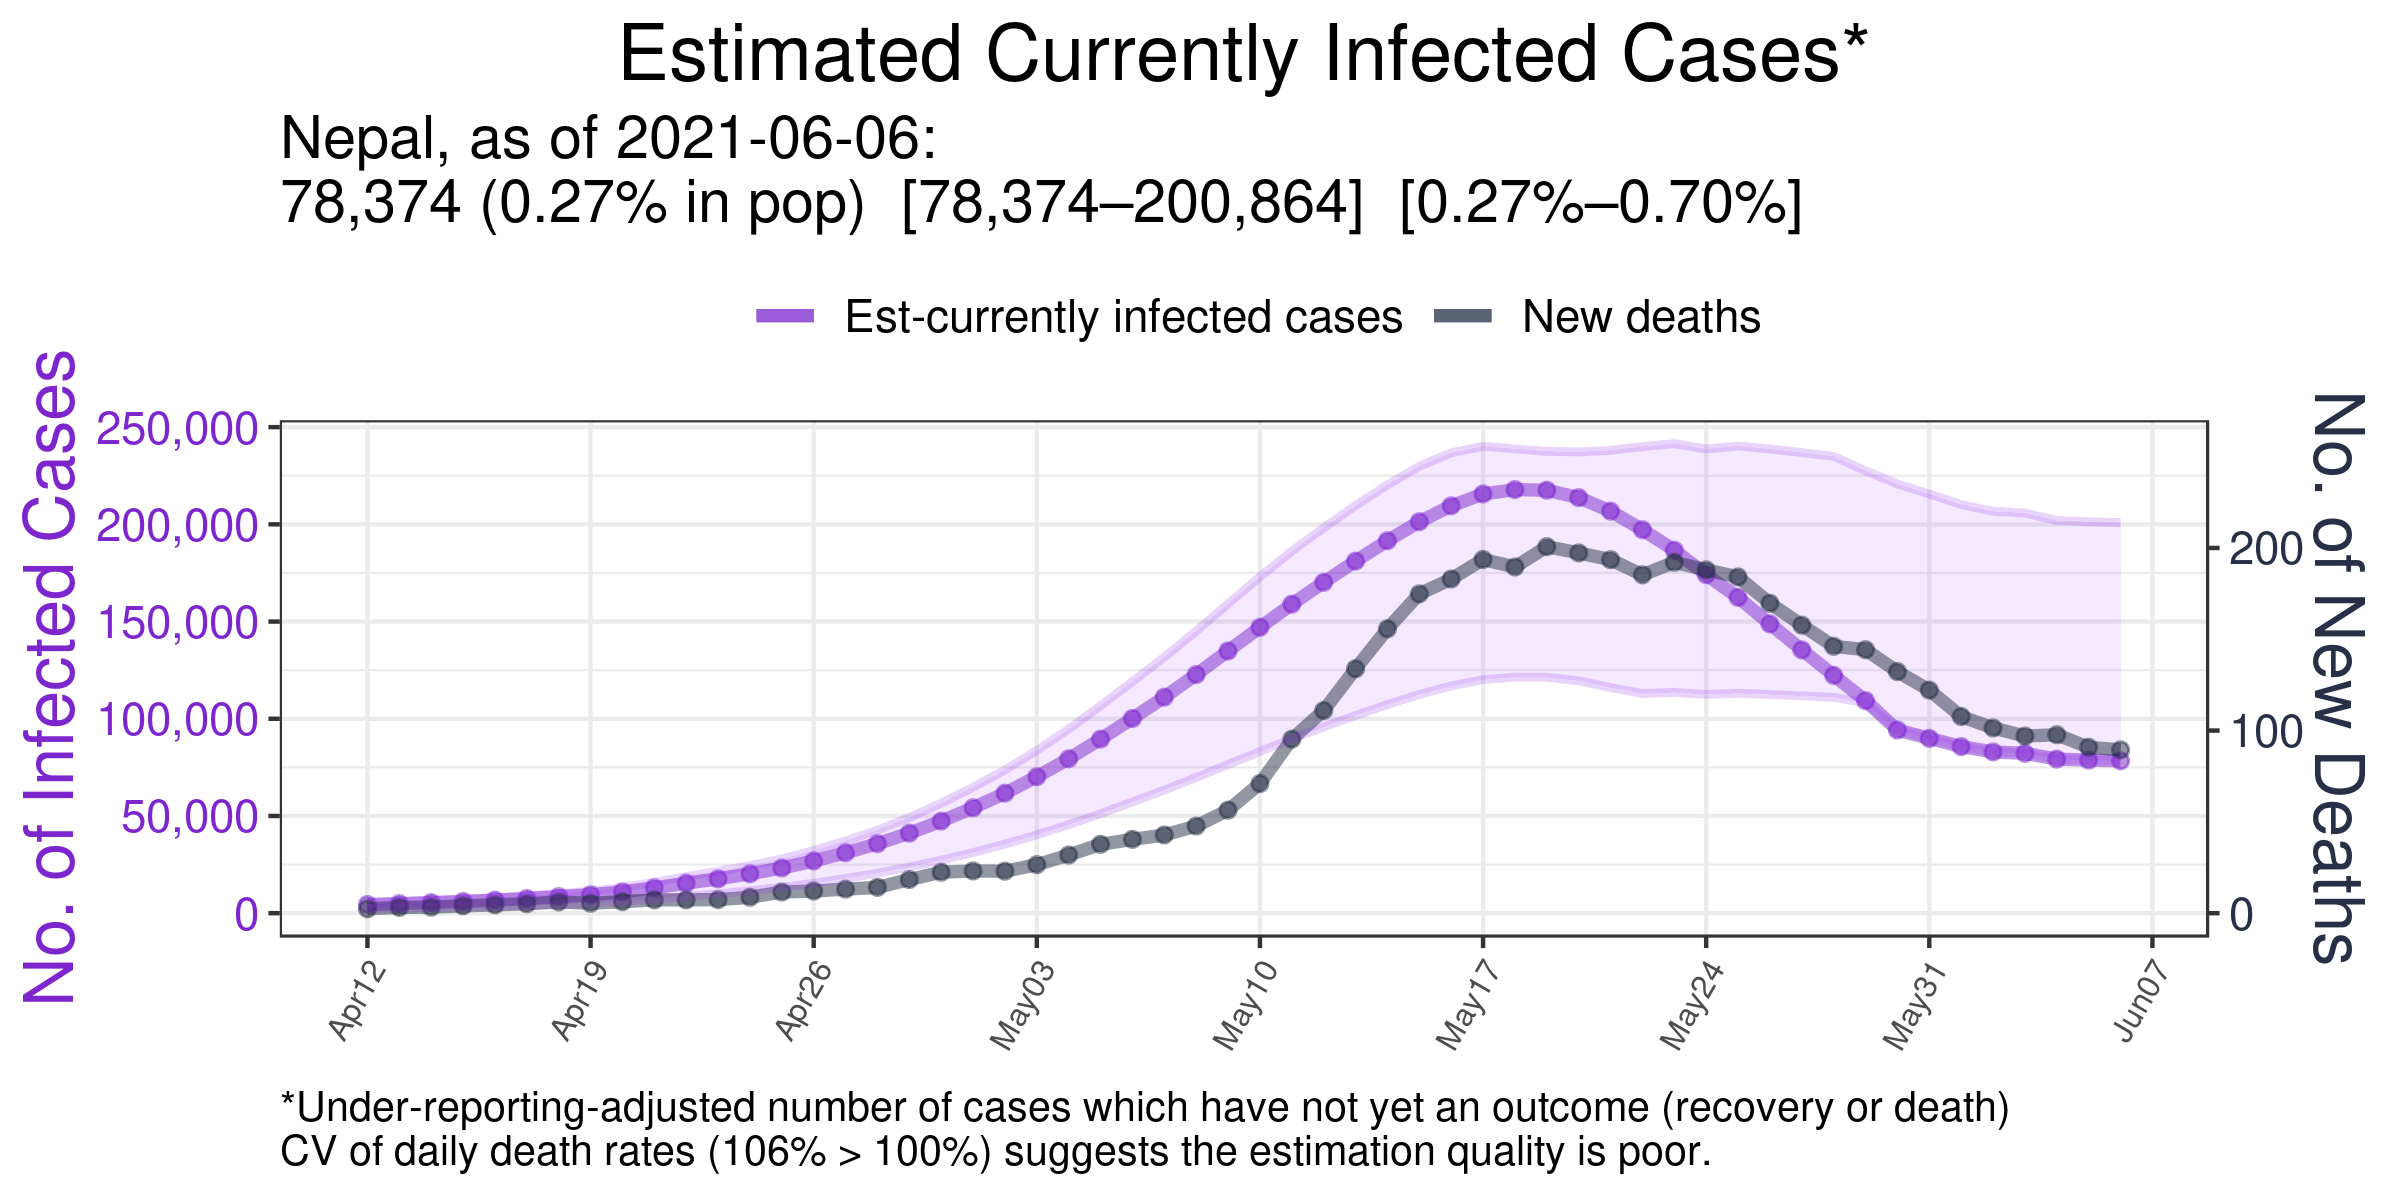 Estimated Currently Infected Cases*
Nepal, as of 2021-06-06:
78,374 (0.27% in pop)  [78,374–200,864]  [0.27%–0.70%]
Est-currently infected cases
New deaths
No. of Infected Cases
250,000
200,000
150,000
100,000
50,000
0
200
100
0
No. of New Deaths
Apr12
Apr19
Apr26
May03
May10
May17
May24
May31
Jun07
*Under-reporting-adjusted number of cases which have not yet an outcome (recovery or death)
CV of daily death rates (106% > 100%) suggests the estimation quality is poor.